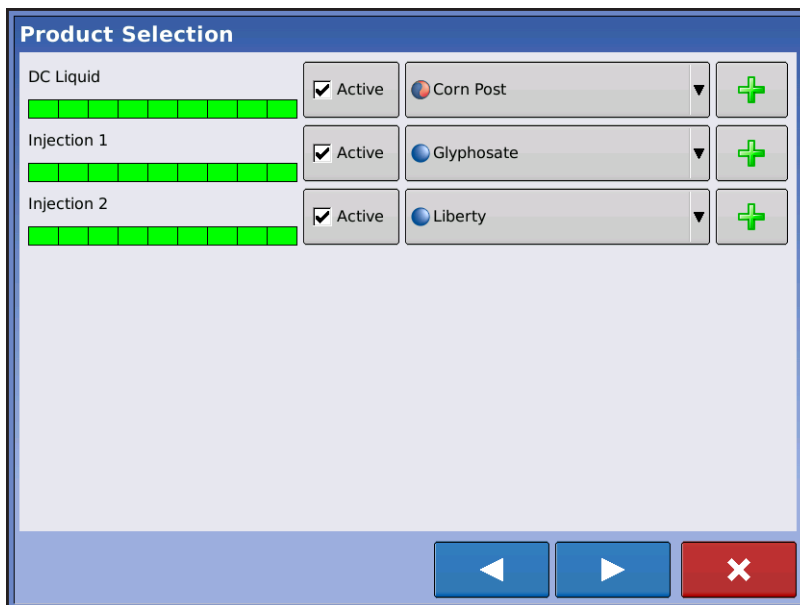 Product Selection
DC Liquid
Active
Corn Post
Injection 1
Active
Glyphosate
Injection 2
Active
Liberty